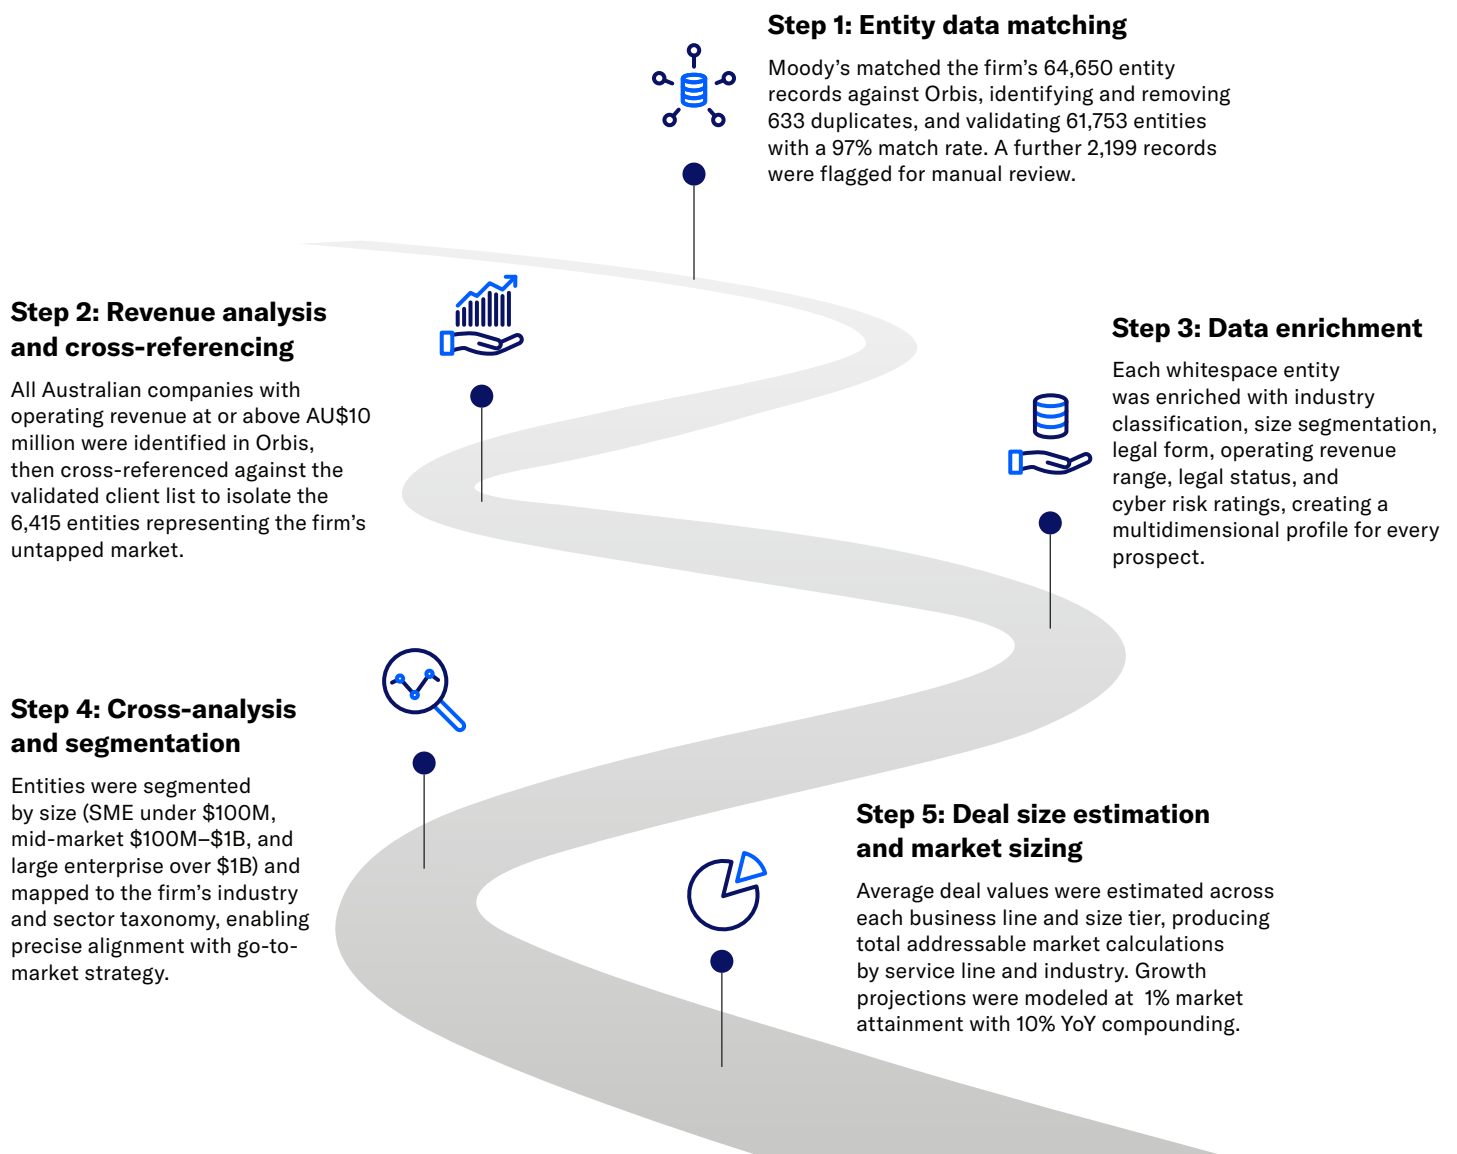 Step 1: Entity data matching
Moody’s matched the firm’s 64,650 entity
records against Orbis, identifying and removing
633 duplicates, and validating 61,753 entities
with a 97% match rate. A further 2,199 records
were flagged for manual review.
Step 2: Revenue analysis
and cross-referencing
All Australian companies with
operating revenue at or above AU$10
million were identified in Orbis,
then cross-referenced against the
validated client list to isolate the
6,415 entities representing the firm’s
untapped market.
Step 3: Data enrichment
Each whitespace entity
was enriched with industry
classification, size segmentation,
legal form, operating revenue
range, legal status, and
cyber risk ratings, creating a
multidimensional profile for every
prospect.
Step 4: Cross-analysis
and segmentation
Entities were segmented
by size (SME under $100M,
mid-market $100M–$1B, and
large enterprise over $1B) and
mapped to the firm’s industry
and sector taxonomy, enabling
precise alignment with go-to-
market strategy.
Step 5: Deal size estimation
and market sizing
Average deal values were estimated across
each business line and size tier, producing
total addressable market calculations
by service line and industry. Growth
projections were modeled at 1% market
attainment with 10% YoY compounding.